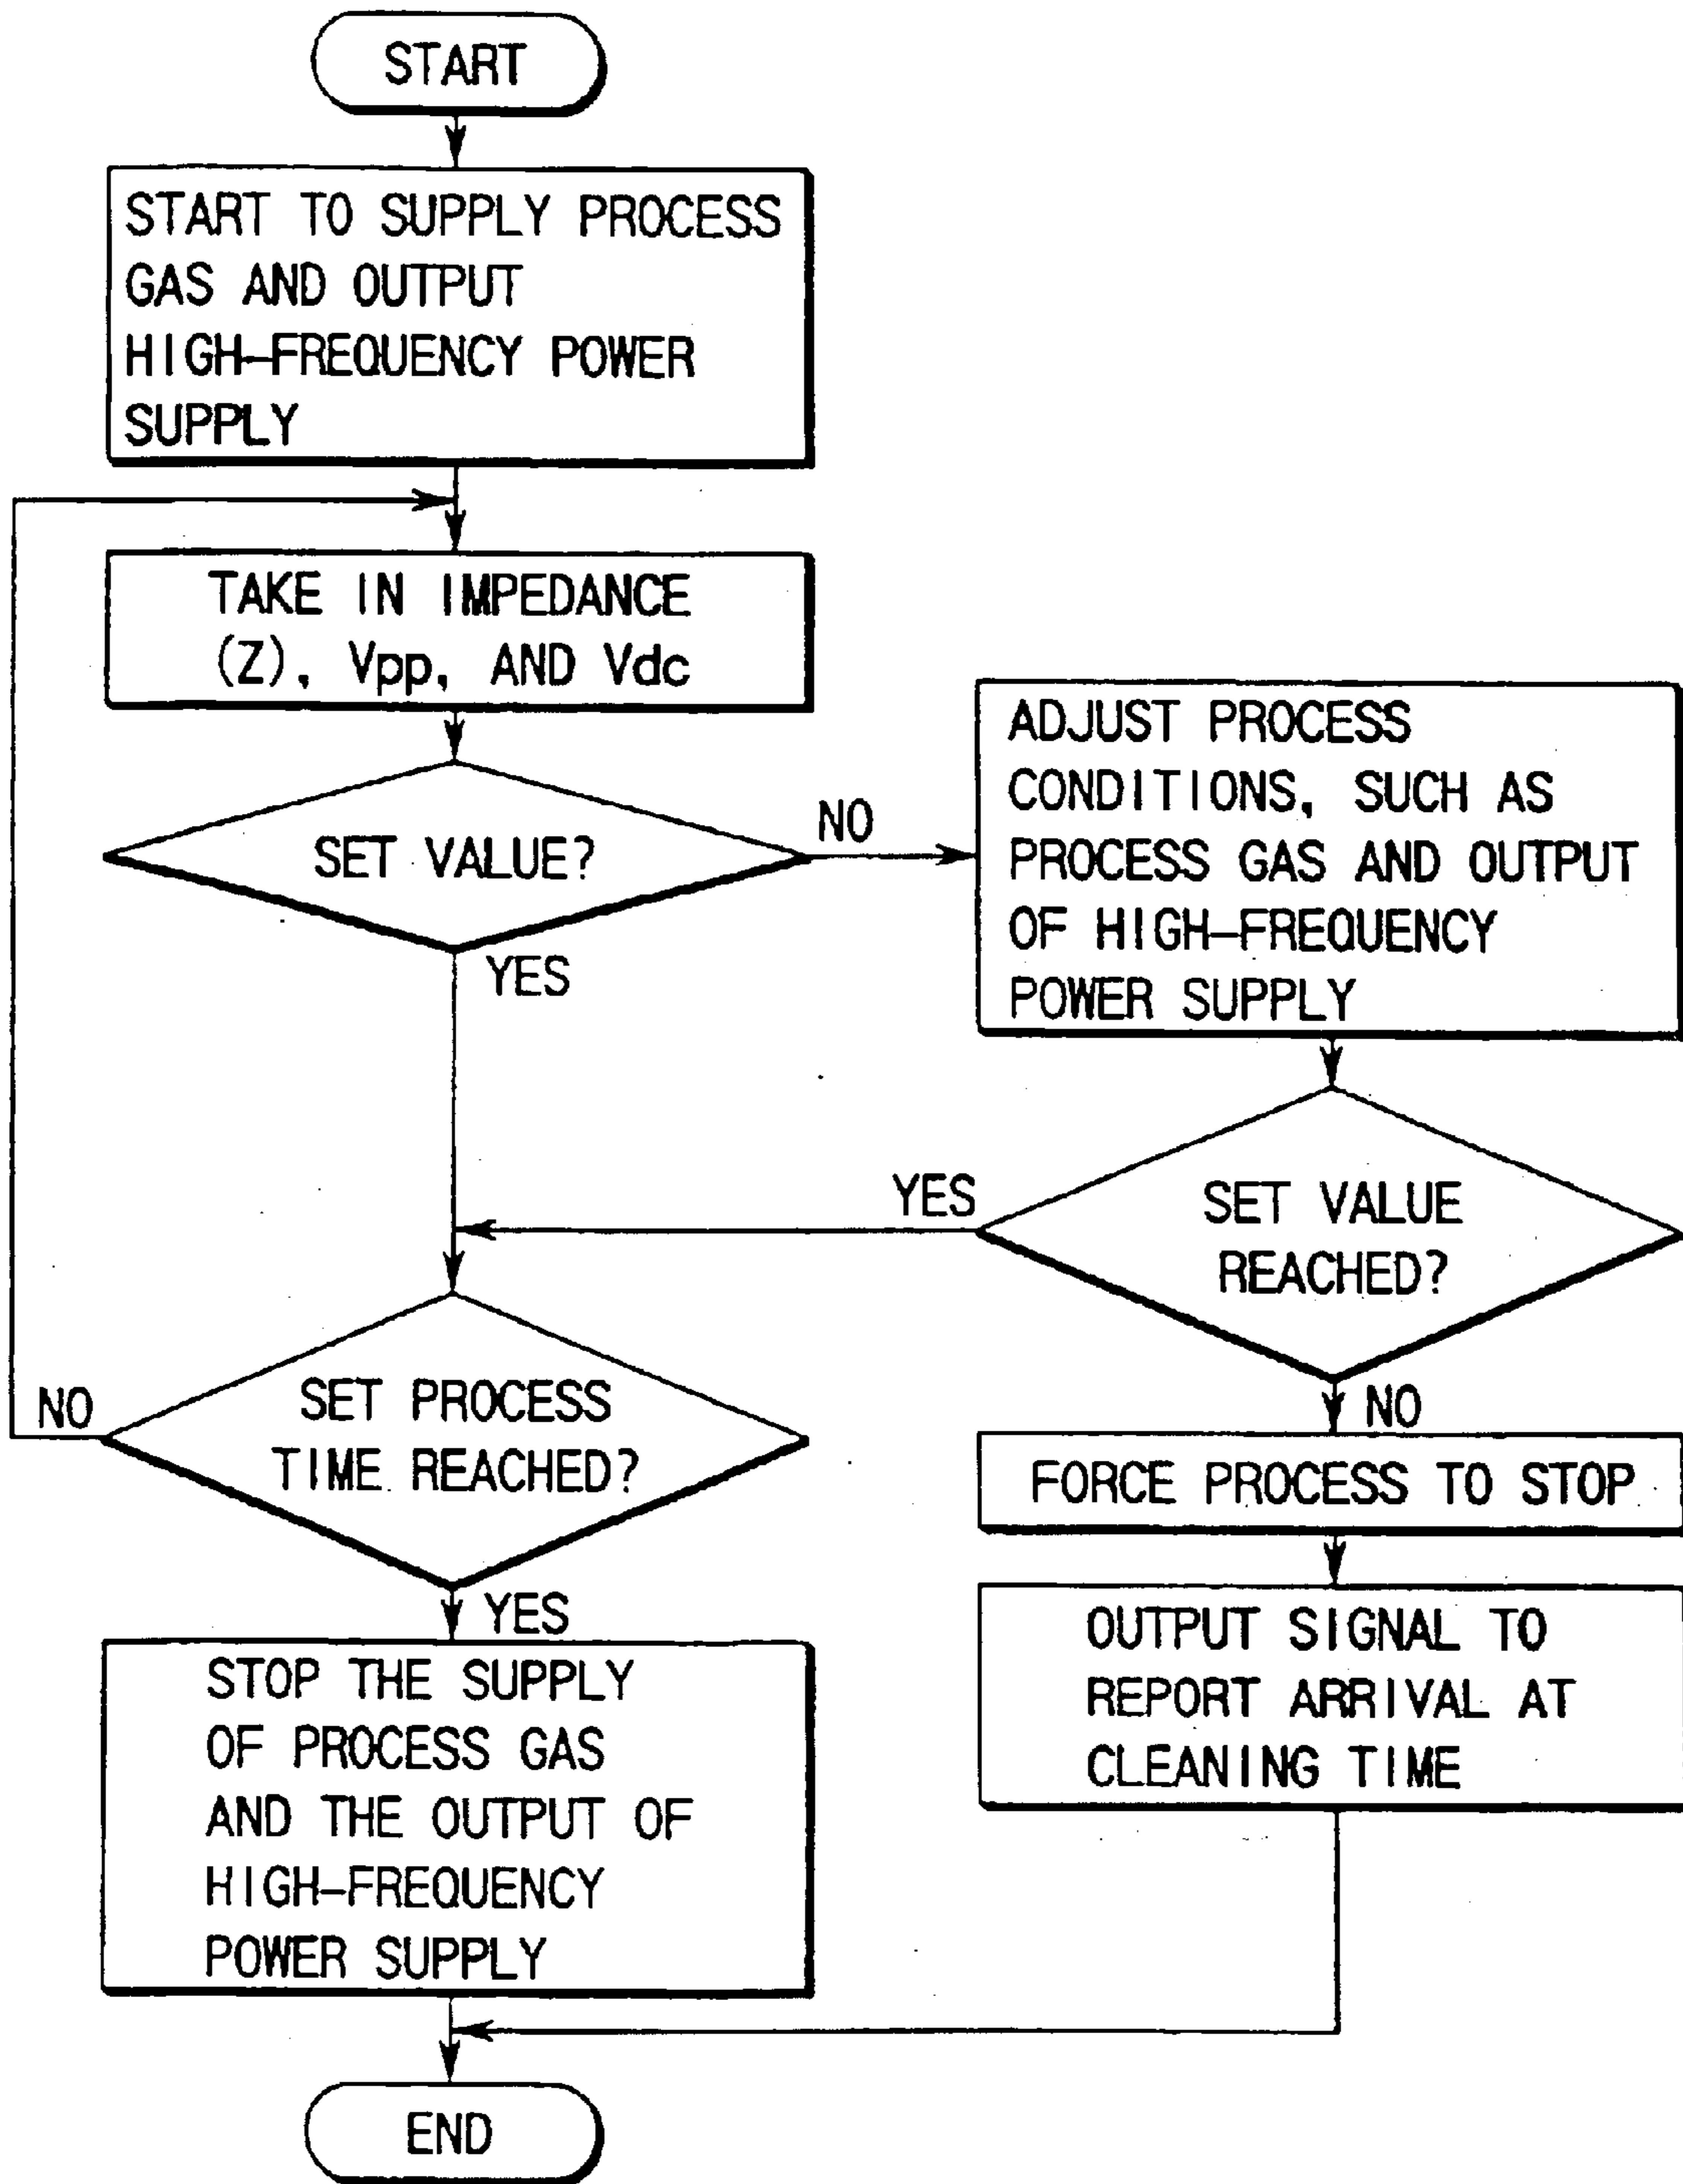 START
START TO SUPPLY PROCESS
GAS AND OUTPUT
HIGH-FREQUENCY POWER
SUPPLY
TAKE IN IMPEDANCE
(Z), Vpp, AND Vdc
SET VALUE?
NO
YES
ADJUST PROCESS
CONDITIONS, SUCH AS
PROCESS GAS AND OUTPUT
OF HIGH-FREQUENCY
POWER SUPPLY
SET VALUE
REACHED?
YES
NO
SET PROCESS
TIME REACHED?
NO
YES
FORCE PROCESS TO STOP
OUTPUT SIGNAL TO
REPORT ARRIVAL AT
CLEANING TIME
STOP THE SUPPLY
OF PROCESS GAS
AND THE OUTPUT OF
HIGH-FREQUENCY
POWER SUPPLY
END